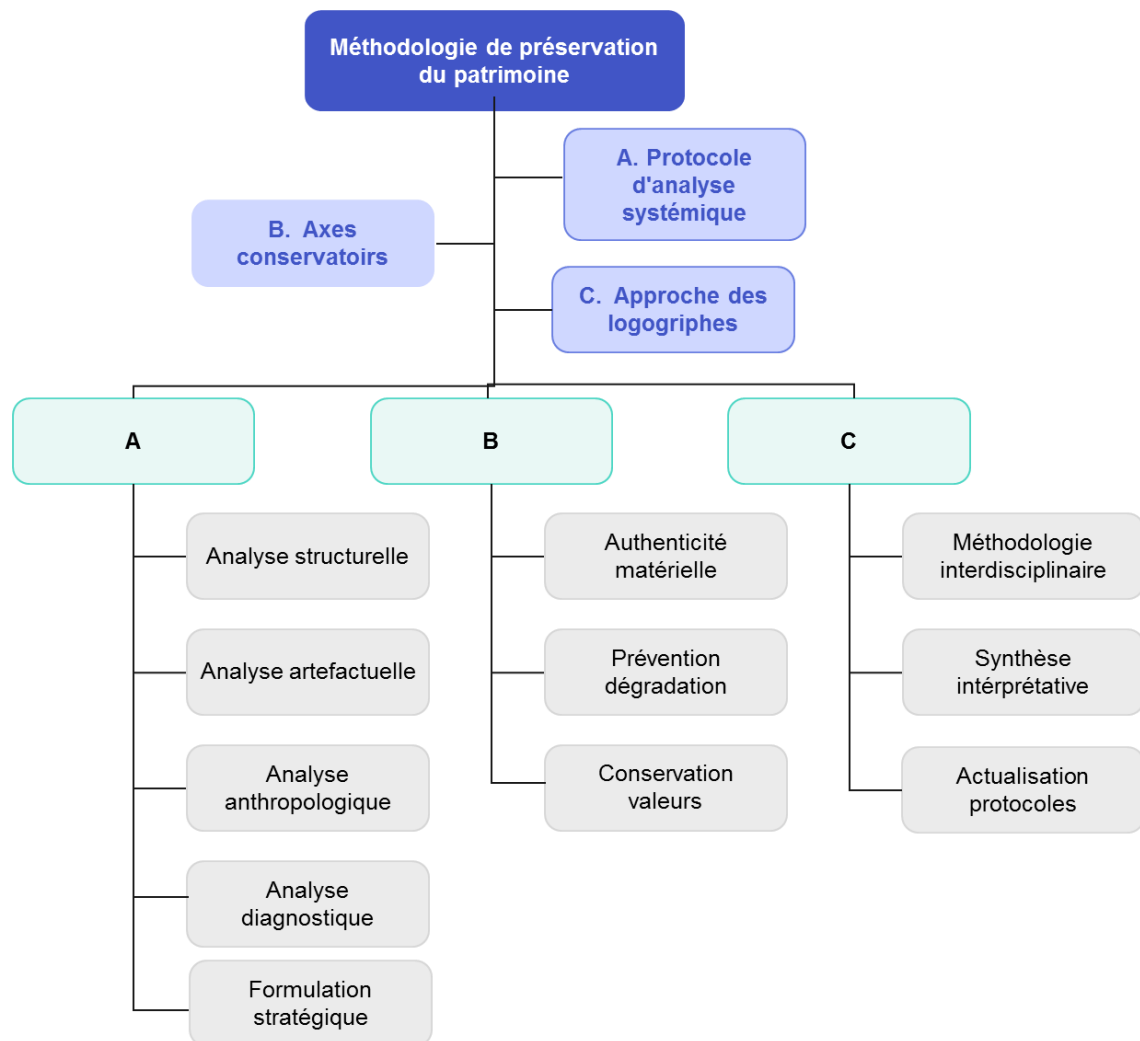 Méthodologie de préservation
du patrimoine
A. Protocole
d'analyse
systémique
B. Axes
conservatoirs
C. Approche des
logogriphes
A
B
C
Analyse structurelle
Analyse artefactuelle
Analyse
anthropologique
Analyse
diagnostique
Formulation
stratégique
Authenticité
matérielle
Prévention
dégradation
Conservation
valeurs
Méthodologie
interdisciplinaire
Synthèse
intérprétative
Actualisation
protocoles